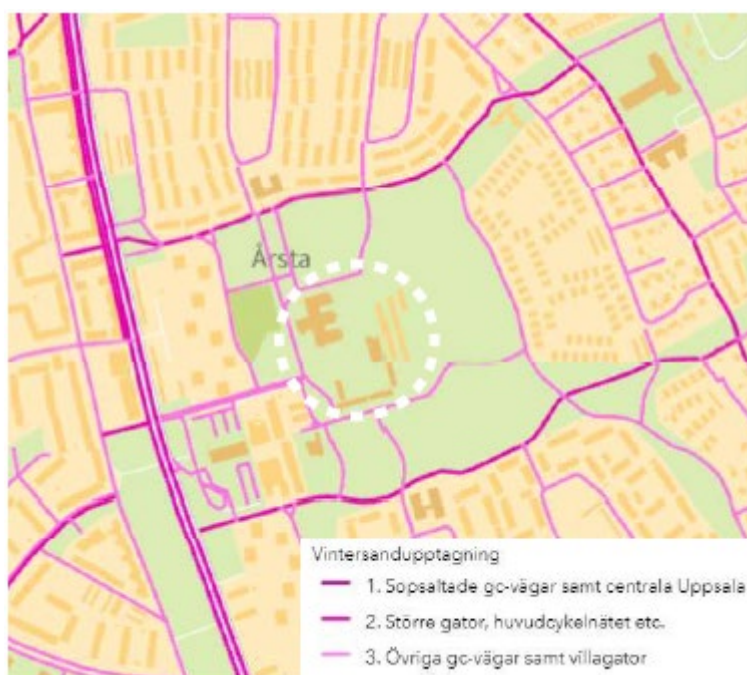 Årsta
Vintersandupptagning
1. Sopsaltade gc-vägar samt centrala Uppsala
2. Större gator, huvudcykelnätet etc.
3. Övriga gc-vägar samt villagator